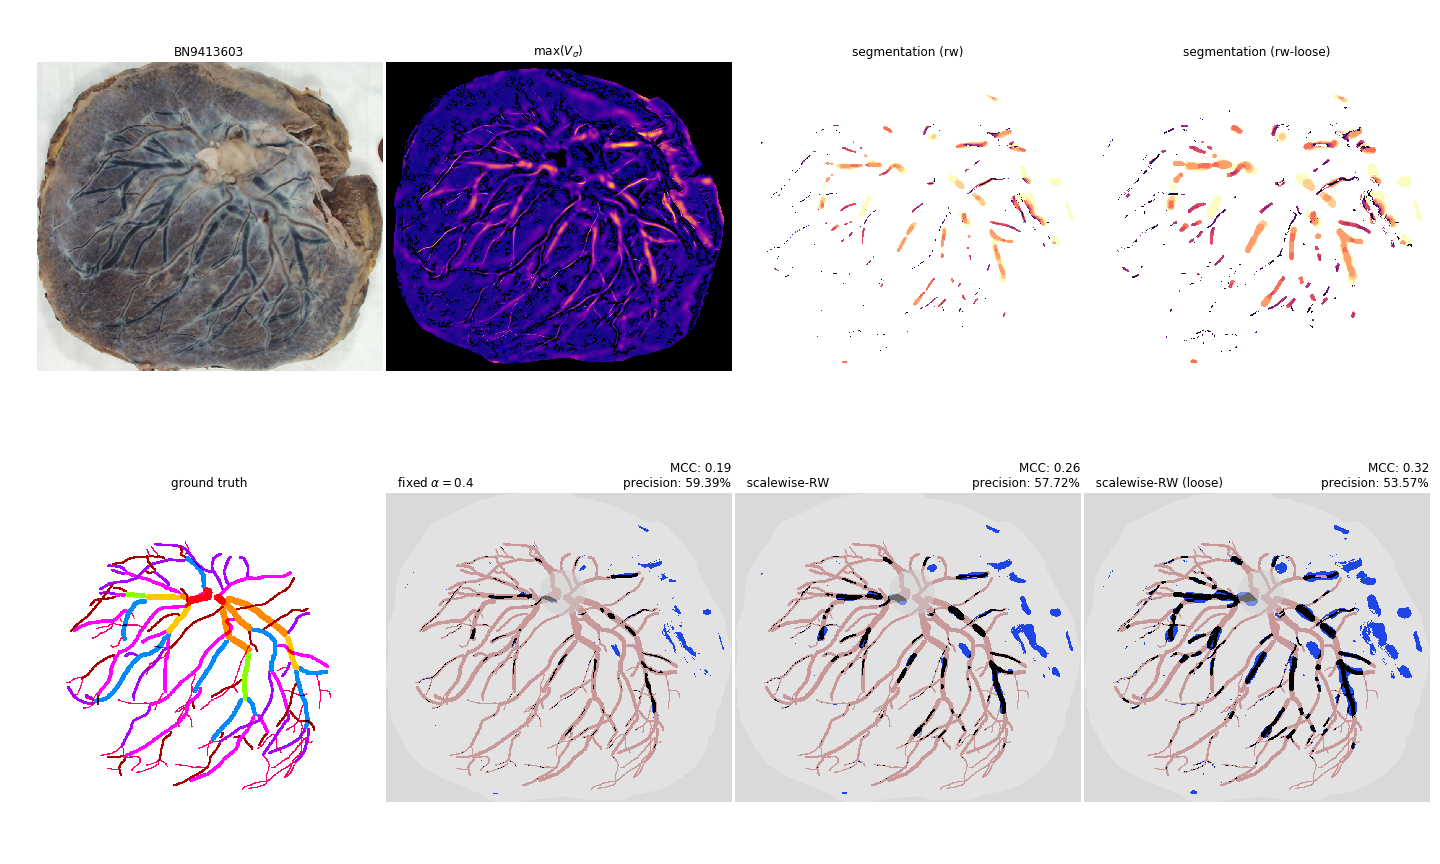 BN9413603
max(V_σ)
segmentation (rw)
segmentation (rw-loose)
ground truth
fixed α = 0.4
MCC: 0.19
precision: 59.39%
scalewise-RW
MCC: 0.26
precision: 57.72%
scalewise-RW (loose)
MCC: 0.32
precision: 53.57%